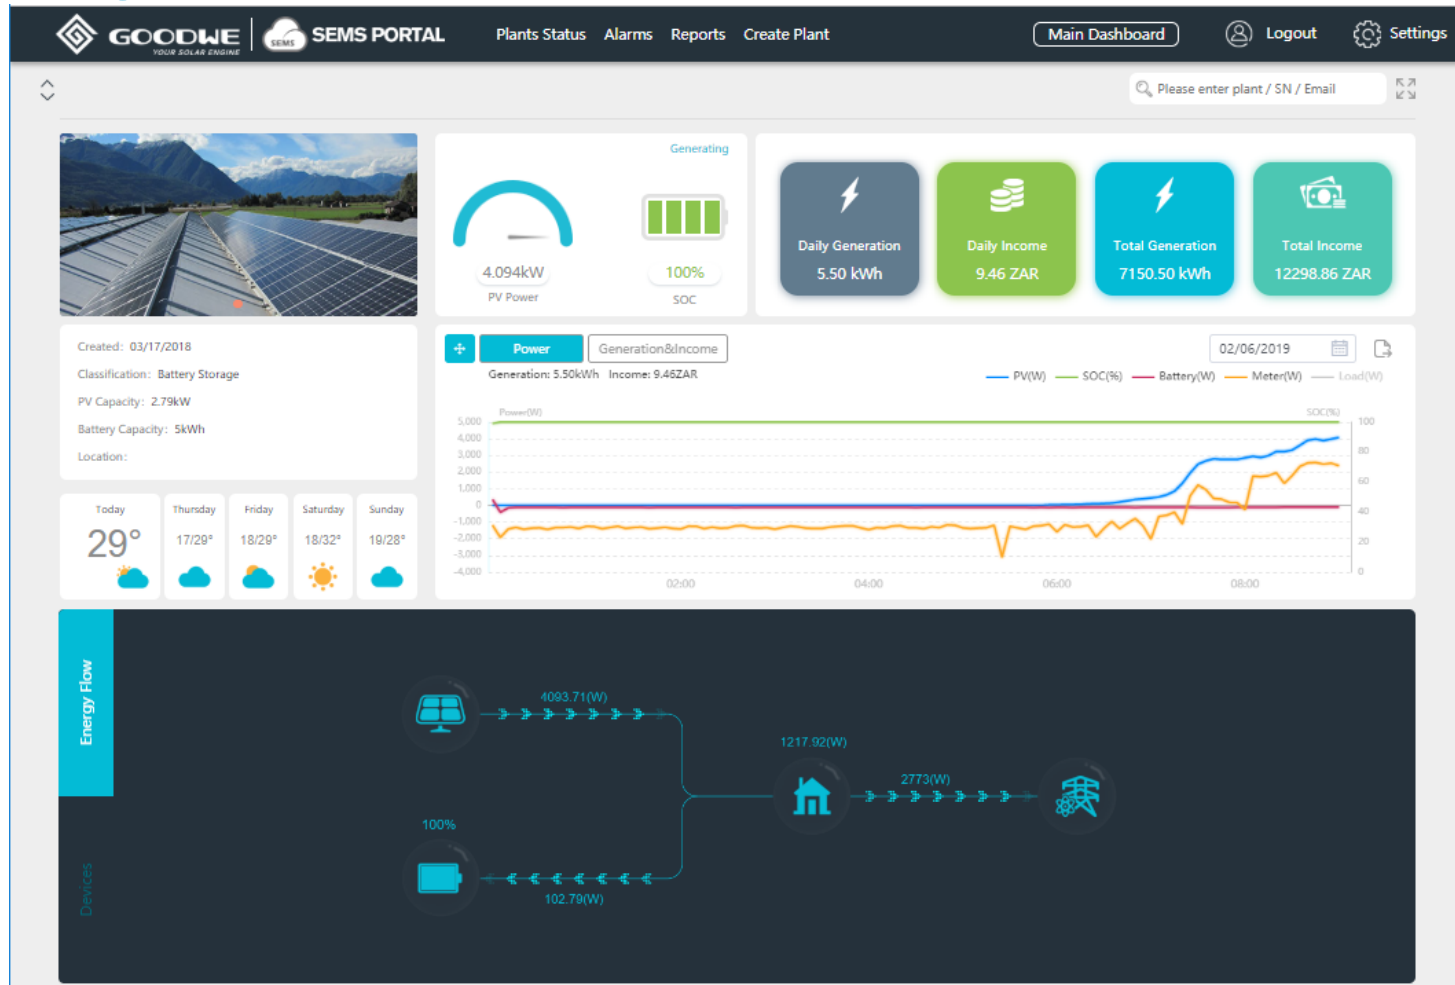 GOODWE
YOUR SOLAR ENGINE
SEMS
SEMS PORTAL
Plants Status Alarms Reports Create Plant
Main Dashboard
Logout
Settings
Please enter plant / SN / Email
Generating
4.094kW
PV Power
100%
SOC
Daily Generation
5.50 kWh
Daily Income
9.46 ZAR
Total Generation
7150.50 kWh
Total Income
12298.86 ZAR
Created: 03/17/2018
Classification: Battery Storage
PV Capacity: 2.79kW
Battery Capacity: 5kWh
Location:
Today
29°
Thursday
17/29°
Friday
18/29°
Saturday
18/32°
Sunday
19/28°
Power
Generation&Income
02/06/2019
Generation: 5.50kWh Income: 9.46ZAR
PV(W) SOC(%) Battery(W) Meter(W) Load(W)
Power(W)
SOC(%)
5,000
4,000
3,000
2,000
1,000
0
-1,000
-2,000
-3,000
-4,000
100
80
60
40
20
0
02:00 04:00 06:00 08:00
Energy Flow
Devices
4093.71(W)
1217.92(W)
2773(W)
100%
102.79(W)